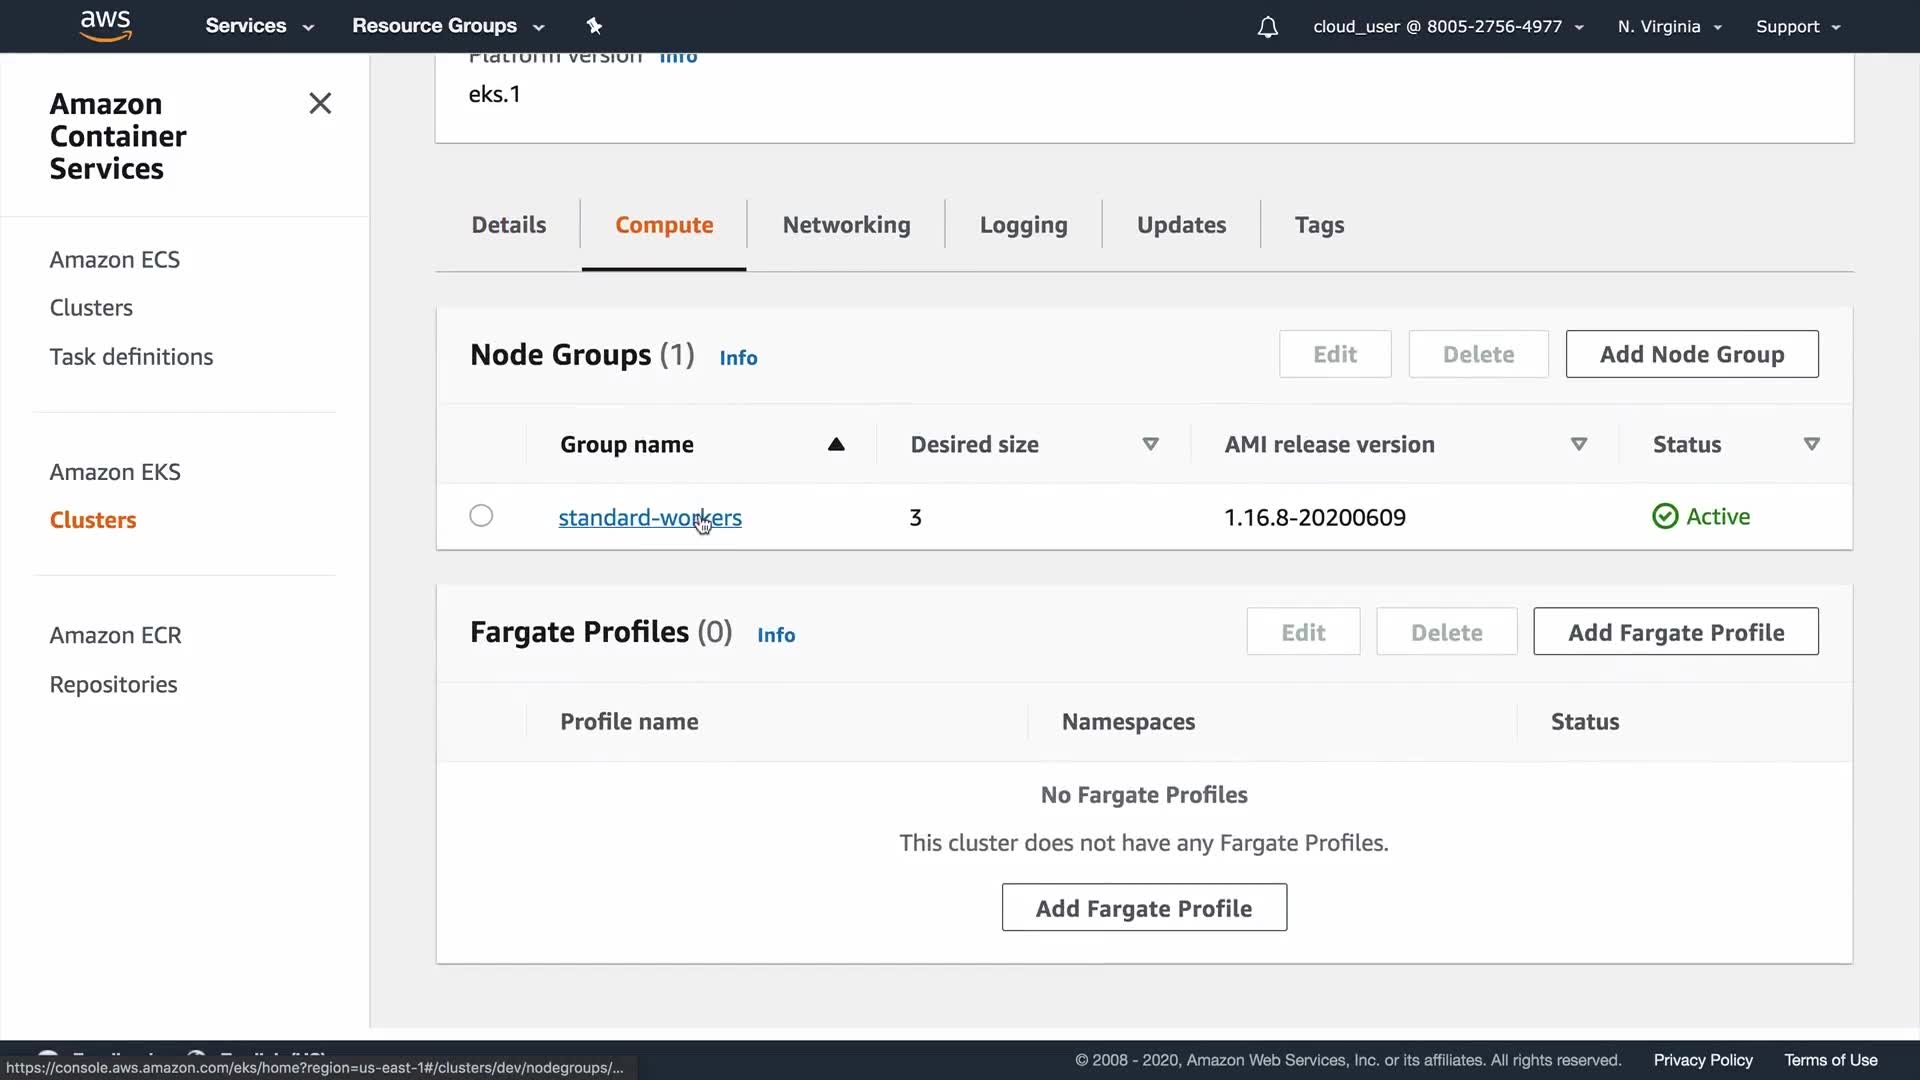 aws
Services
Resource Groups
cloud_user @ 8005-2756-4977
N. Virginia
Support
Amazon
Container
Services
Amazon ECS
Clusters
Task definitions
Amazon EKS
Clusters
Amazon ECR
Repositories
Platform version Info
eks.1
Details
Compute
Networking
Logging
Updates
Tags
Node Groups (1) Info
Edit
Delete
Add Node Group
Group name
Desired size
AMI release version
Status
standard-workers
3
1.16.8-20200609
Active
Fargate Profiles (0) Info
Edit
Delete
Add Fargate Profile
Profile name
Namespaces
Status
No Fargate Profiles
This cluster does not have any Fargate Profiles.
Add Fargate Profile
https://console.aws.amazon.com/eks/home?region=us-east-1#/clusters/dev/nodegroups/...
© 2008 - 2020, Amazon Web Services, Inc. or its affiliates. All rights reserved.
Privacy Policy
Terms of Use